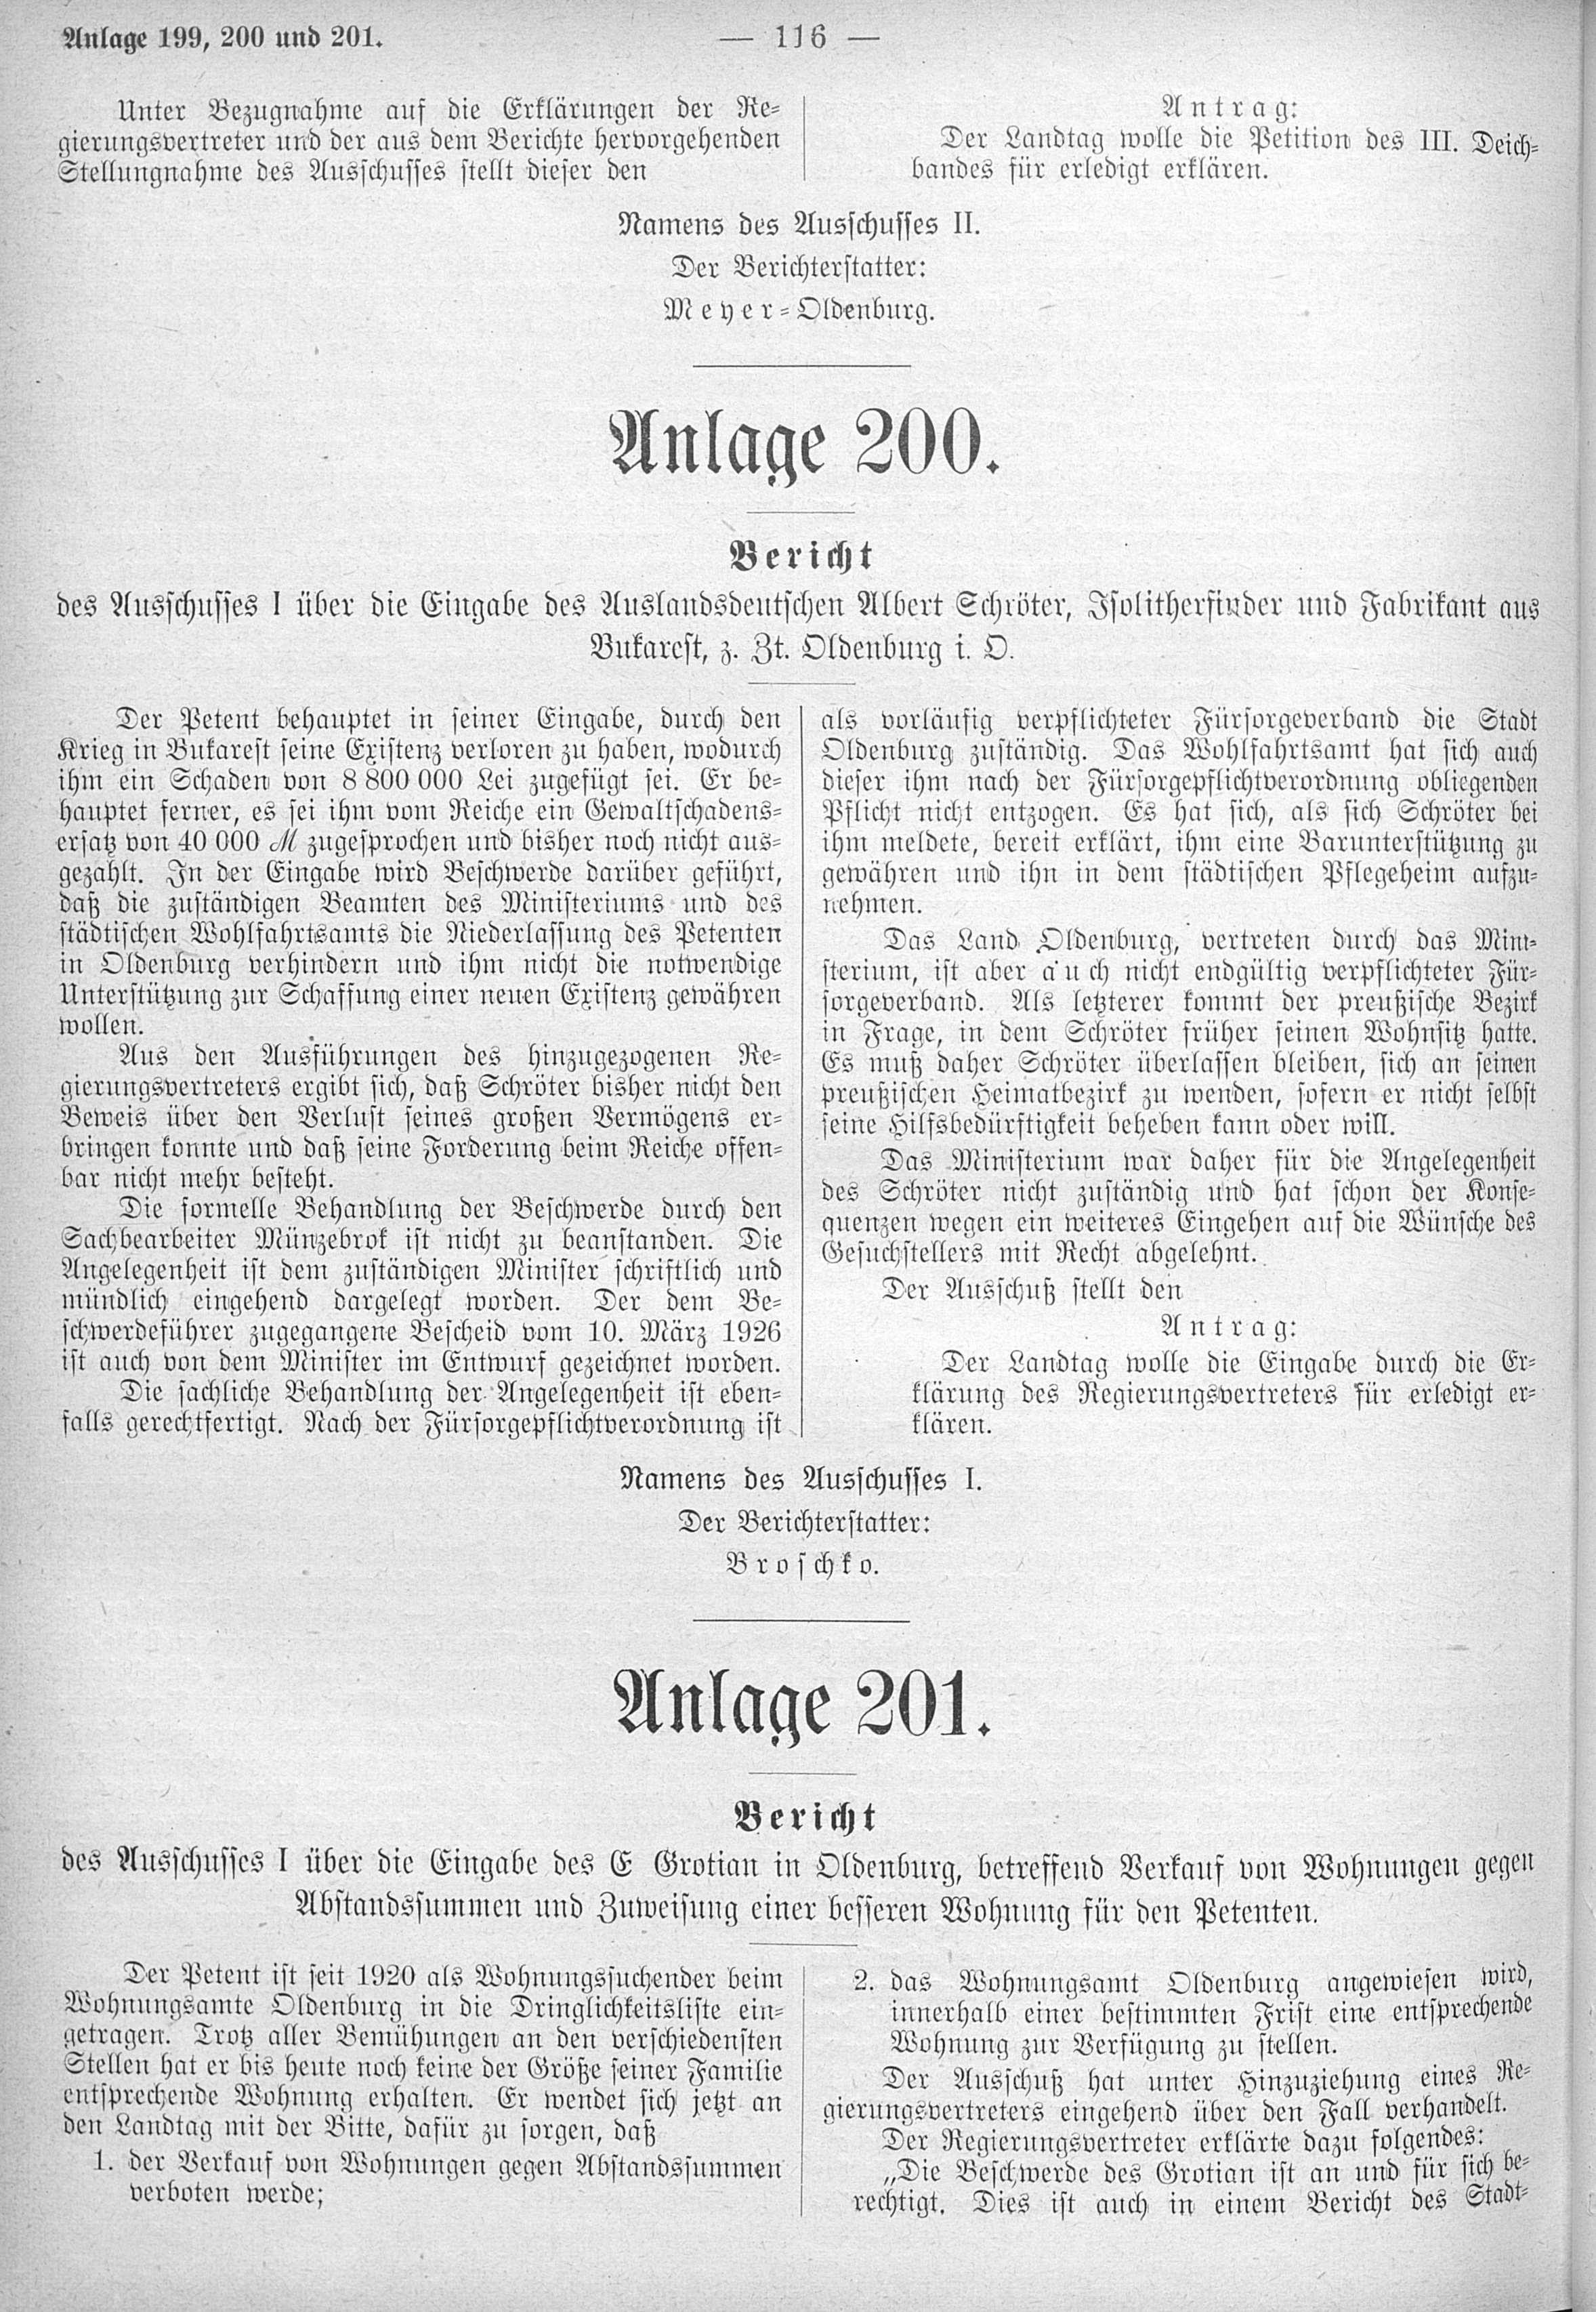 Anlage 199, 200 und 201.
— 116 —
Unter Bezugnahme auf die Erklärungen der Re-
gierungsvertreter und der aus dem Berichte hervorgehenden
Stellungnahme des Ausschusses stellt dieser den
Antrag:
Der Landtag wolle die Petition des III. Deich-
bandes für erledigt erklären.
Namens des Ausschusses II.
Der Berichterstatter:
Meyer-Oldenburg.
Anlage 200.
Bericht
des Ausschusses I über die Eingabe des Auslandsdeutschen Albert Schröter, Isolitherfinder und Fabrikant aus
Bukarest, z. Zt. Oldenburg i. O.
Der Petent behauptet in seiner Eingabe, durch den
Krieg in Bukarest seine Existenz verloren zu haben, wodurch
ihm ein Schaden von 8 800 000 Lei zugefügt sei. Er be-
hauptet ferner, es sei ihm vom Reiche ein Gewaltschadens-
ersatz von 40 000 M zugesprochen und bisher noch nicht aus-
gezahlt. In der Eingabe wird Beschwerde darüber geführt,
daß die zuständigen Beamten des Ministeriums und des
städtischen Wohlfahrtsamts die Niederlassung des Petenten
in Oldenburg verhindern und ihm nicht die notwendige
Unterstützung zur Schaffung einer neuen Existenz gewähren
wollen.
Aus den Ausführungen des hinzugezogenen Re-
gierungsvertreters ergibt sich, daß Schröter bisher nicht den
Beweis über den Verlust seines großen Vermögens er-
bringen konnte und daß seine Forderung beim Reiche offen-
bar nicht mehr besteht.
Die formelle Behandlung der Beschwerde durch den
Sachbearbeiter Münzebrok ist nicht zu beanstanden. Die
Angelegenheit ist dem zuständigen Minister schriftlich und
mündlich eingehend dargelegt worden. Der dem Be-
schwerdeführer zugegangene Bescheid vom 10. März 1926
ist auch von dem Minister im Entwurf gezeichnet worden.
Die sachliche Behandlung der Angelegenheit ist eben-
falls gerechtfertigt. Nach der Fürsorgepflichtverordnung ist
als vorläufig verpflichteter Fürsorgeverband die Stadt
Oldenburg zuständig. Das Wohlfahrtsamt hat sich auch
dieser ihm nach der Fürsorgepflichtverordnung obliegenden
Pflicht nicht entzogen. Es hat sich, als sich Schröter bei
ihm meldete, bereit erklärt, ihm eine Barunterstützung zu
gewähren und ihn in dem städtischen Pflegeheim aufzu-
nehmen.
Das Land Oldenburg, vertreten durch das Mini-
sterium, ist aber auch nicht endgültig verpflichteter Für-
sorgeverband. Als letzterer kommt der preußische Bezirk
in Frage, in dem Schröter früher seinen Wohnsitz hatte.
Es muß daher Schröter überlassen bleiben, sich an seinen
preußischen Heimatbezirk zu wenden, sofern er nicht selbst
seine Hilfsbedürftigkeit beheben kann oder will.
Das Ministerium war daher für die Angelegenheit
des Schröter nicht zuständig und hat schon der Konse-
quenzen wegen ein weiteres Eingehen auf die Wünsche des
Gesuchstellers mit Recht abgelehnt.
Der Ausschuß stellt den
Antrag:
Der Landtag wolle die Eingabe durch die Er-
klärung des Regierungsvertreters für erledigt er-
klären.
Namens des Ausschusses I.
Der Berichterstatter:
Broschko.
Anlage 201.
Bericht
des Ausschusses I über die Eingabe des E Grotian in Oldenburg, betreffend Verkauf von Wohnungen gegen
Abstandssummen und Zuweisung einer besseren Wohnung für den Petenten.
Der Petent ist seit 1920 als Wohnungssuchender beim
Wohnungsamte Oldenburg in die Dringlichkeitsliste ein-
getragen. Trotz aller Bemühungen an den verschiedensten
Stellen hat er bis heute noch keine der Größe seiner Familie
entsprechende Wohnung erhalten. Er wendet sich jetzt an
den Landtag mit der Bitte, dafür zu sorgen, daß
1. der Verkauf von Wohnungen gegen Abstandssummen
verboten werde;
2. das Wohnungsamt Oldenburg angewiesen wird,
innerhalb einer bestimmten Frist eine entsprechende
Wohnung zur Verfügung zu stellen.
Der Ausschuß hat unter Hinzuziehung eines Re-
gierungsvertreters eingehend über den Fall verhandelt.
Der Regierungsvertreter erklärte dazu folgendes:
„Die Beschwerde des Grotian ist an und für sich be-
rechtigt. Dies ist auch in einem Bericht des Stadt-